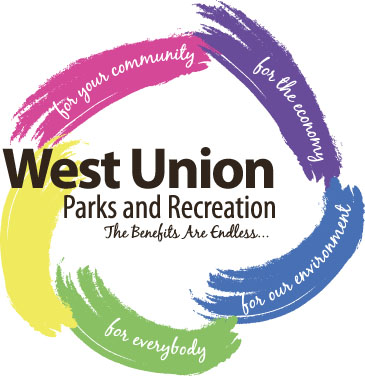 for your community
for the economy
West Union
Parks and Recreation
The Benefits Are Endless...
for our environment
for everybody